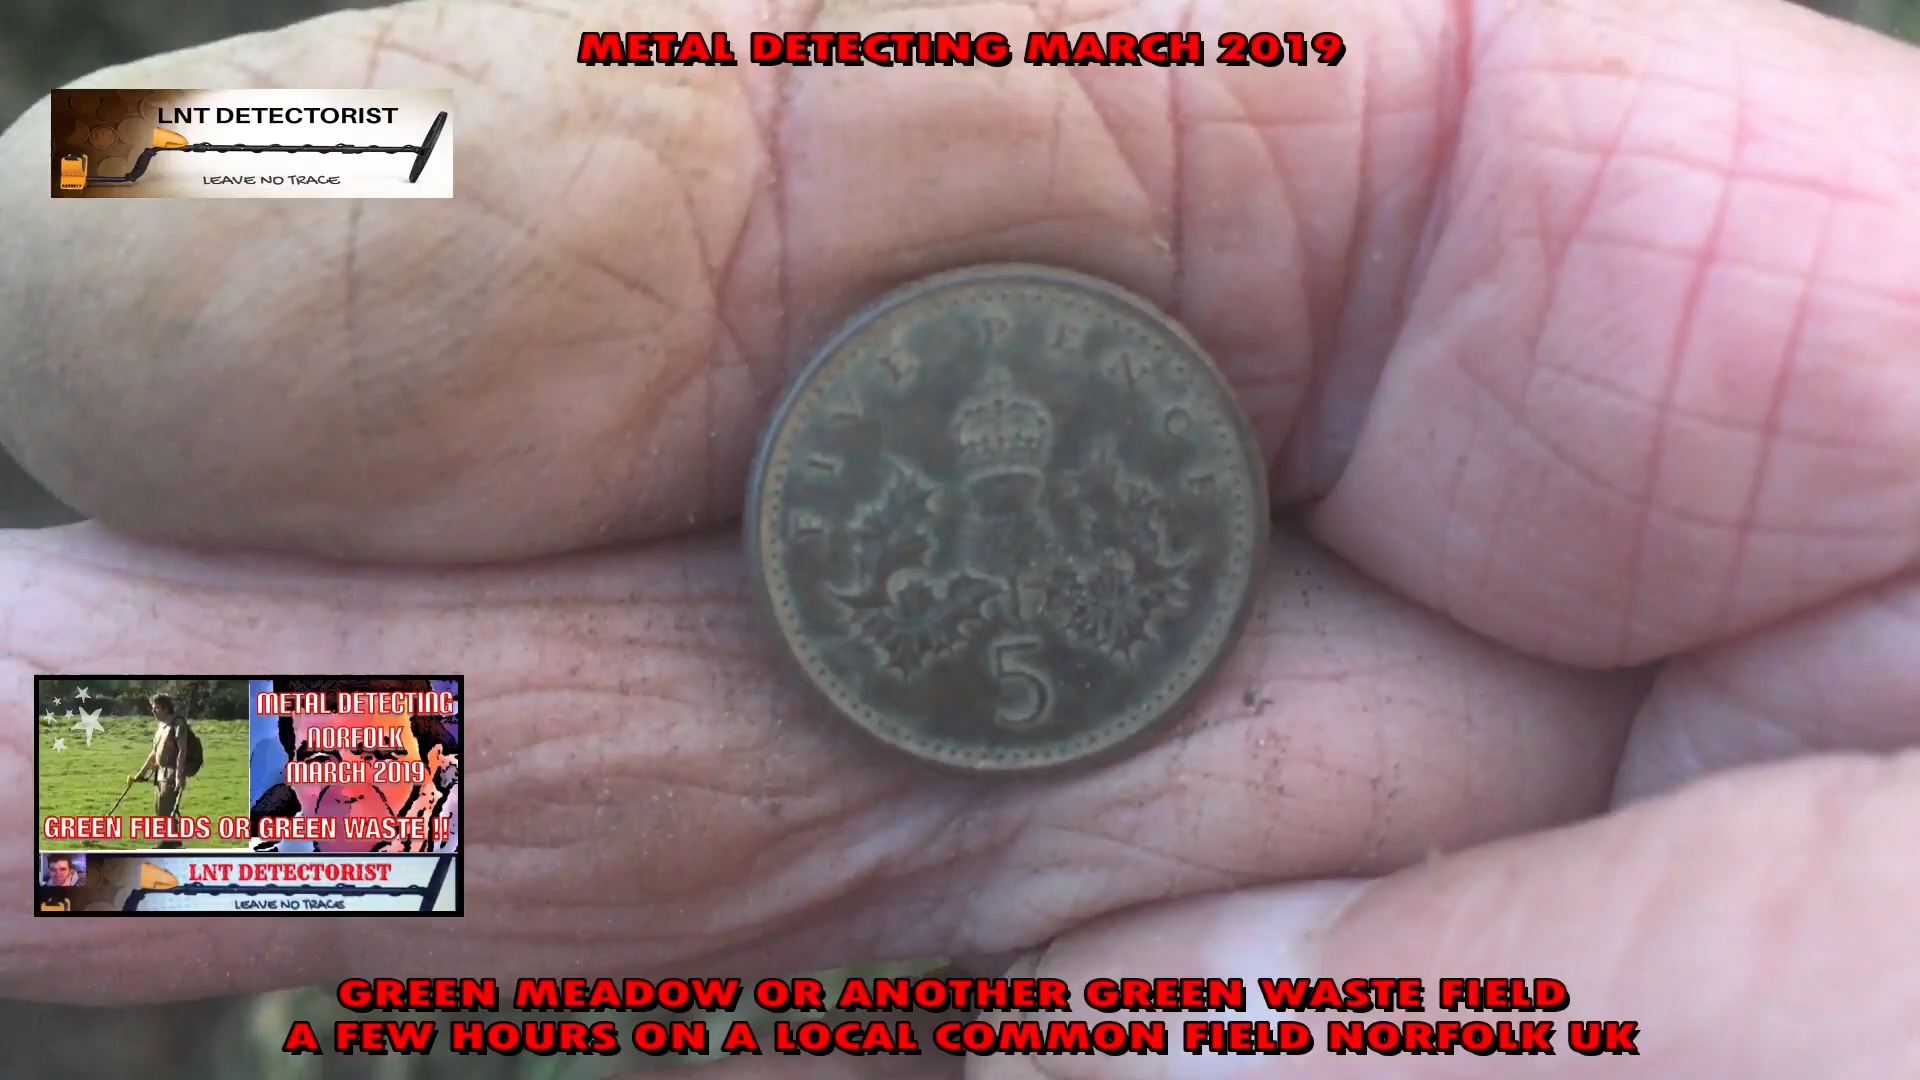 METAL DETECTING MARCH 2019
LNT DETECTORIST
LEAVE NO TRACE
FIVE PENCE
5
METAL DETECTING
NORFOLK
MARCH 2019
GREEN FIELDS OR GREEN WASTE !!
LNT DETECTORIST
LEAVE NO TRACE
GREEN MEADOW OR ANOTHER GREEN WASTE FIELD
A FEW HOURS ON A LOCAL COMMON FIELD NORFOLK UK